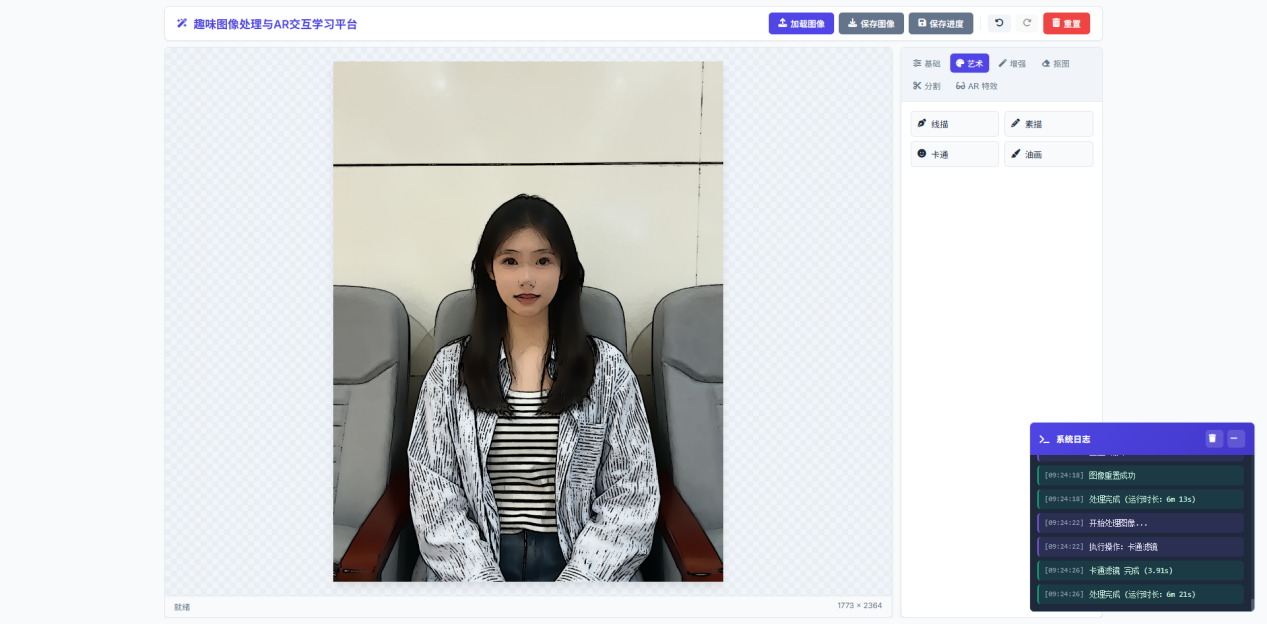 趣味图像处理与AR交互学习平台
加载图像 保存图像 保存进度 重置
基础 艺术 增强 抠图
分割 AR 特效
线描 素描
卡通 油画
系统日志
[09:24:18] 图像重置成功
[09:24:18] 处理完成 (运行时长: 6m 13s)
[09:24:22] 开始处理图像...
[09:24:22] 执行操作: 卡通滤镜
[09:24:26] 卡通滤镜 完成 (3.91s)
[09:24:26] 处理完成 (运行时长: 6m 21s)
就绪 1773 × 2364